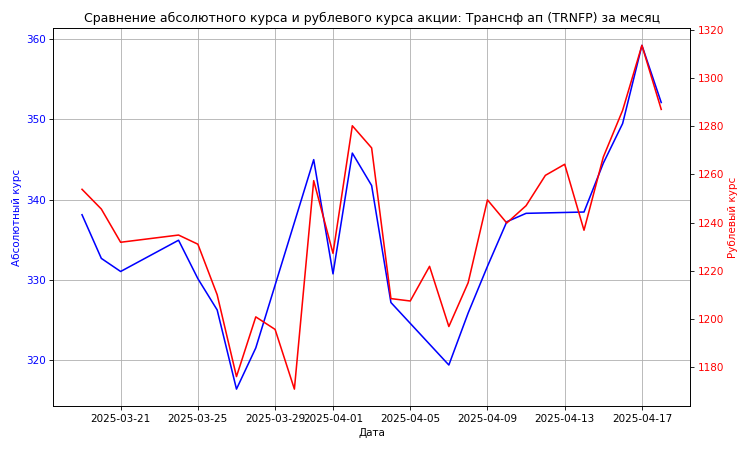 Сравнение абсолютного курса и рублевого курса акции: Транснф ап (TRNFP) за месяц
360
350
340
330
320
Абсолютный курс
1320
1300
1280
1260
1240
1220
1200
1180
Рублевый курс
2025-03-21 2025-03-25 2025-03-29 2025-04-01 2025-04-05 2025-04-09 2025-04-13 2025-04-17
Дата